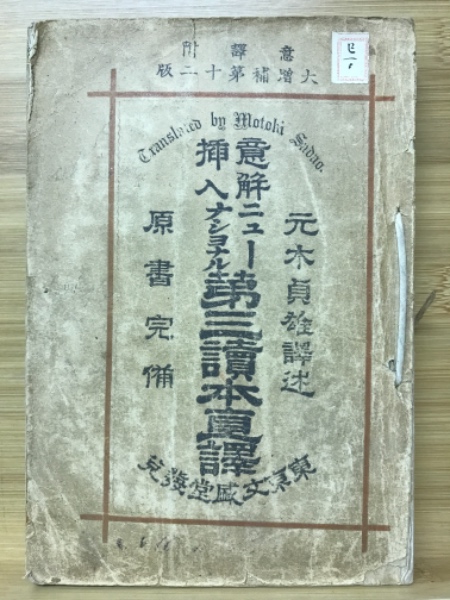 意譯附
大增補第十二版
Translated by Motoki Sadao.
元木貞雄譯述
意解
挿入
ニュー
ナショナル
第三讀本直譯
原書完備
東京文盛堂發兌